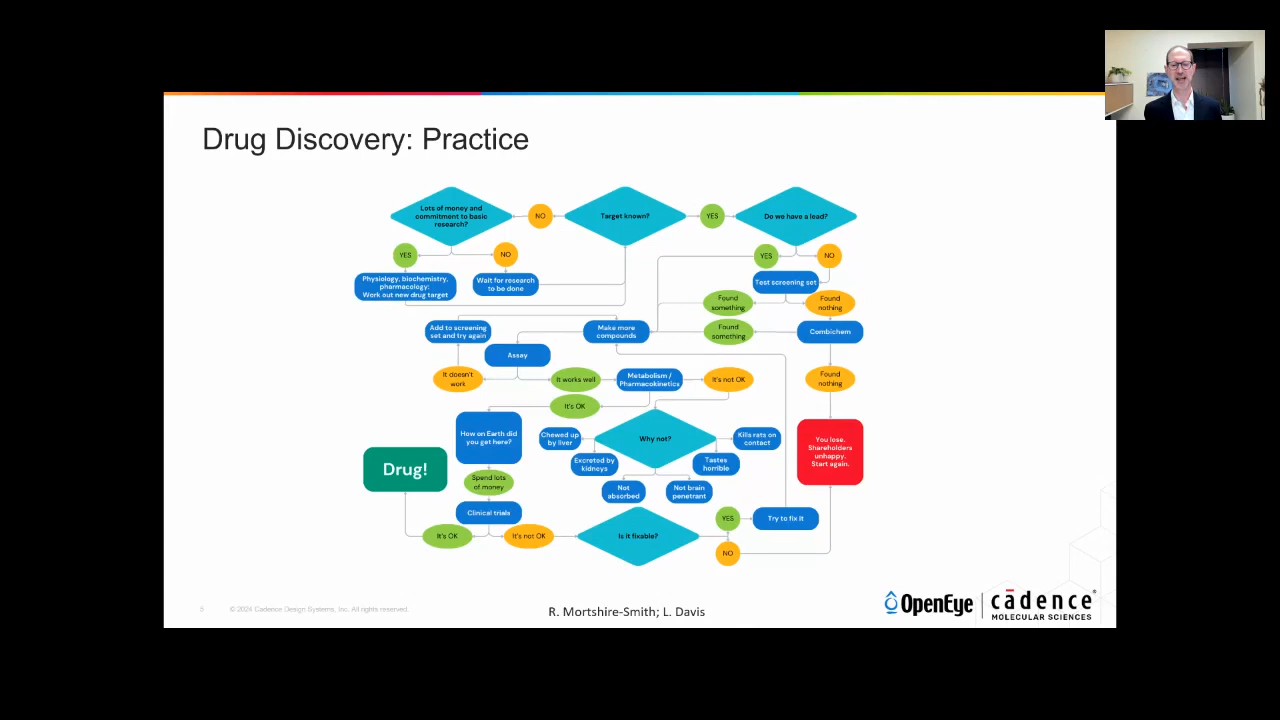 Drug Discovery: Practice
Lots of money and
commitment to basic
research?
NO
Target known?
YES
Do we have a lead?
YES
NO
YES
NO
Physiology, biochemistry,
pharmacology:
Work out new drug target
Wait for research
to be done
Test screening set
Found
something
Found
nothing
Add to screening
set and try again
Make more
compounds
Found
something
Combichem
Assay
It doesn't
work
It works well
Metabolism /
Pharmacokinetics
It's not OK
Found
nothing
It's OK
How on Earth did
you get here?
Chewed up
by liver
Why not?
Kills rats on
contact
You lose.
Shareholders
unhappy.
Start again.
Drug!
Excreted by
kidneys
Tastes
horrible
Spend lots
of money
Not
absorbed
Not brain
penetrant
Clinical trials
YES
Try to fix it
It's OK
It's not OK
Is it fixable?
NO
5
© 2024 Cadence Design Systems, Inc. All rights reserved.
R. Mortshire-Smith; L. Davis
OpenEye
cādence®
MOLECULAR SCIENCES